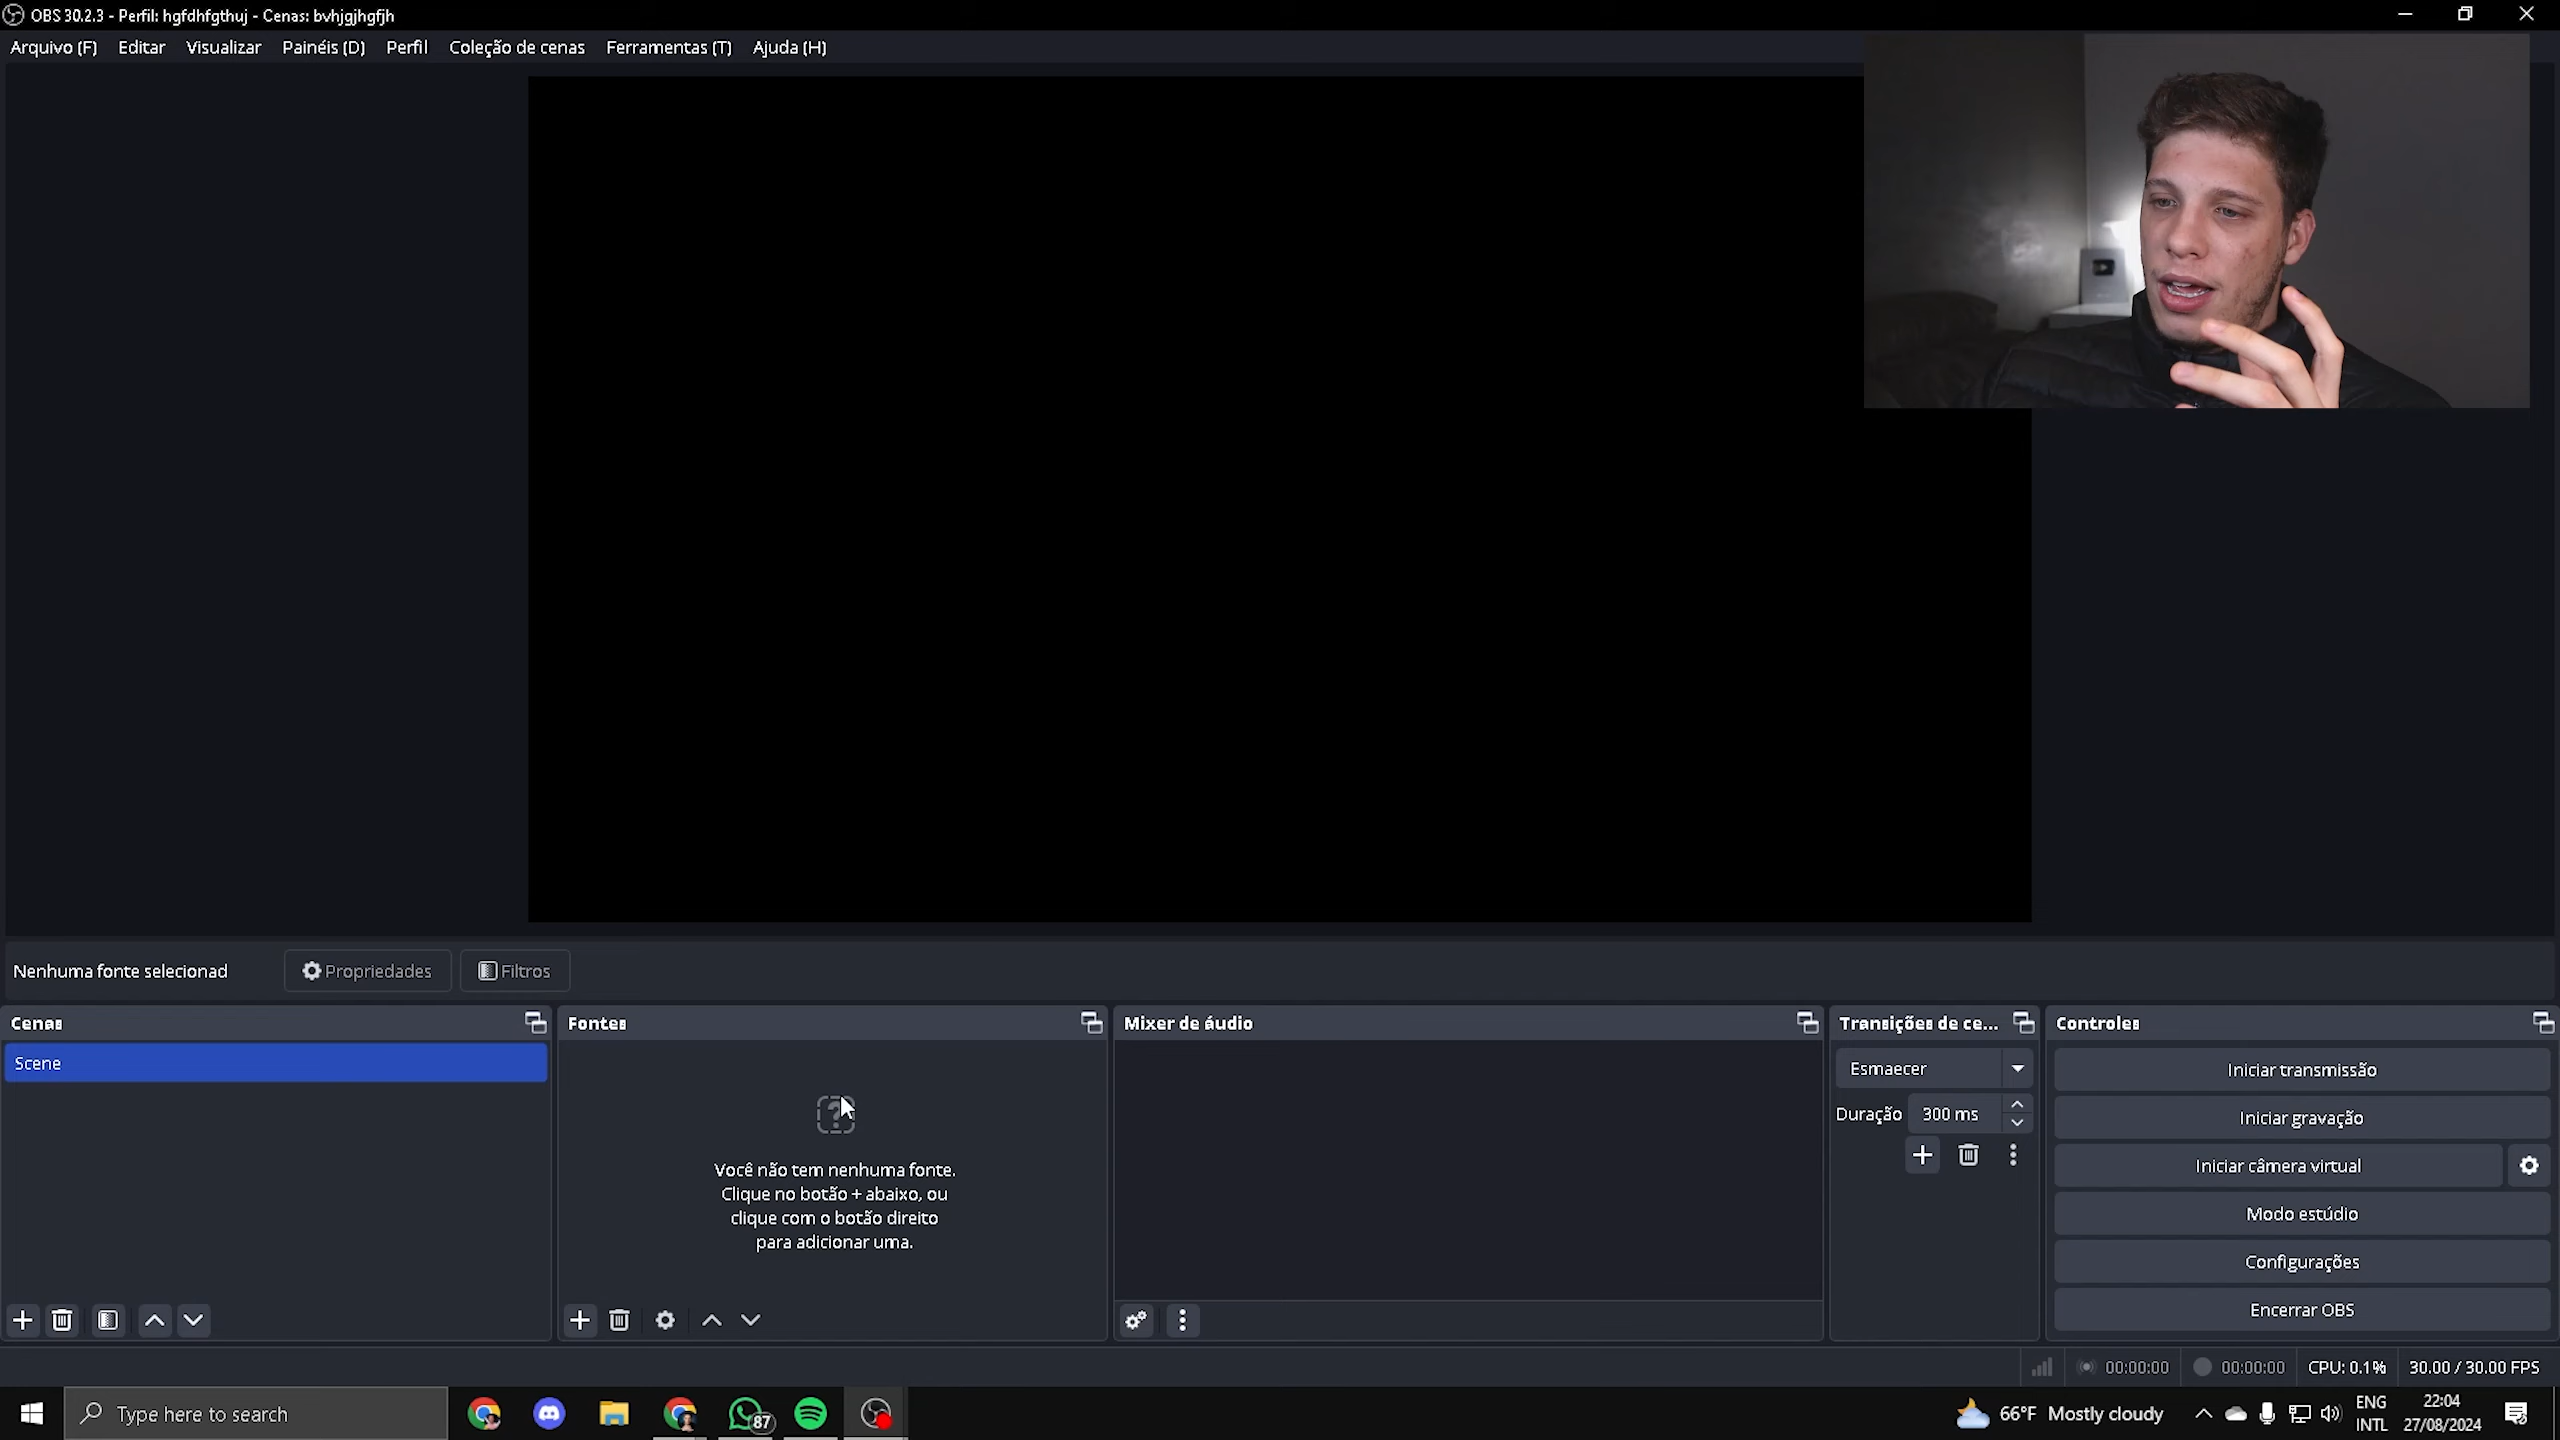 OBS 30.2.3 - Perfil: hgfdhfgthuj - Cenas: bvhjgjhgfjh
Arquivo (F) Editar Visualizar Painéis (D) Perfil Coleção de cenas Ferramentas (T) Ajuda (H)
Nenhuma fonte selecionad Propriedades Filtros
Cenas
Scene
Fontes
Você não tem nenhuma fonte.
Clique no botão + abaixo, ou
clique com o botão direito
para adicionar uma.
Mixer de áudio
Transições de ce...
Esmaecer
Duração 300 ms
Controles
Iniciar transmissão
Iniciar gravação
Iniciar câmera virtual
Modo estúdio
Configurações
Encerrar OBS
00:00:00 00:00:00 CPU: 0.1% 30.00 / 30.00 FPS
Type here to search
87
66°F Mostly cloudy
ENG
INTL
22:04
27/08/2024